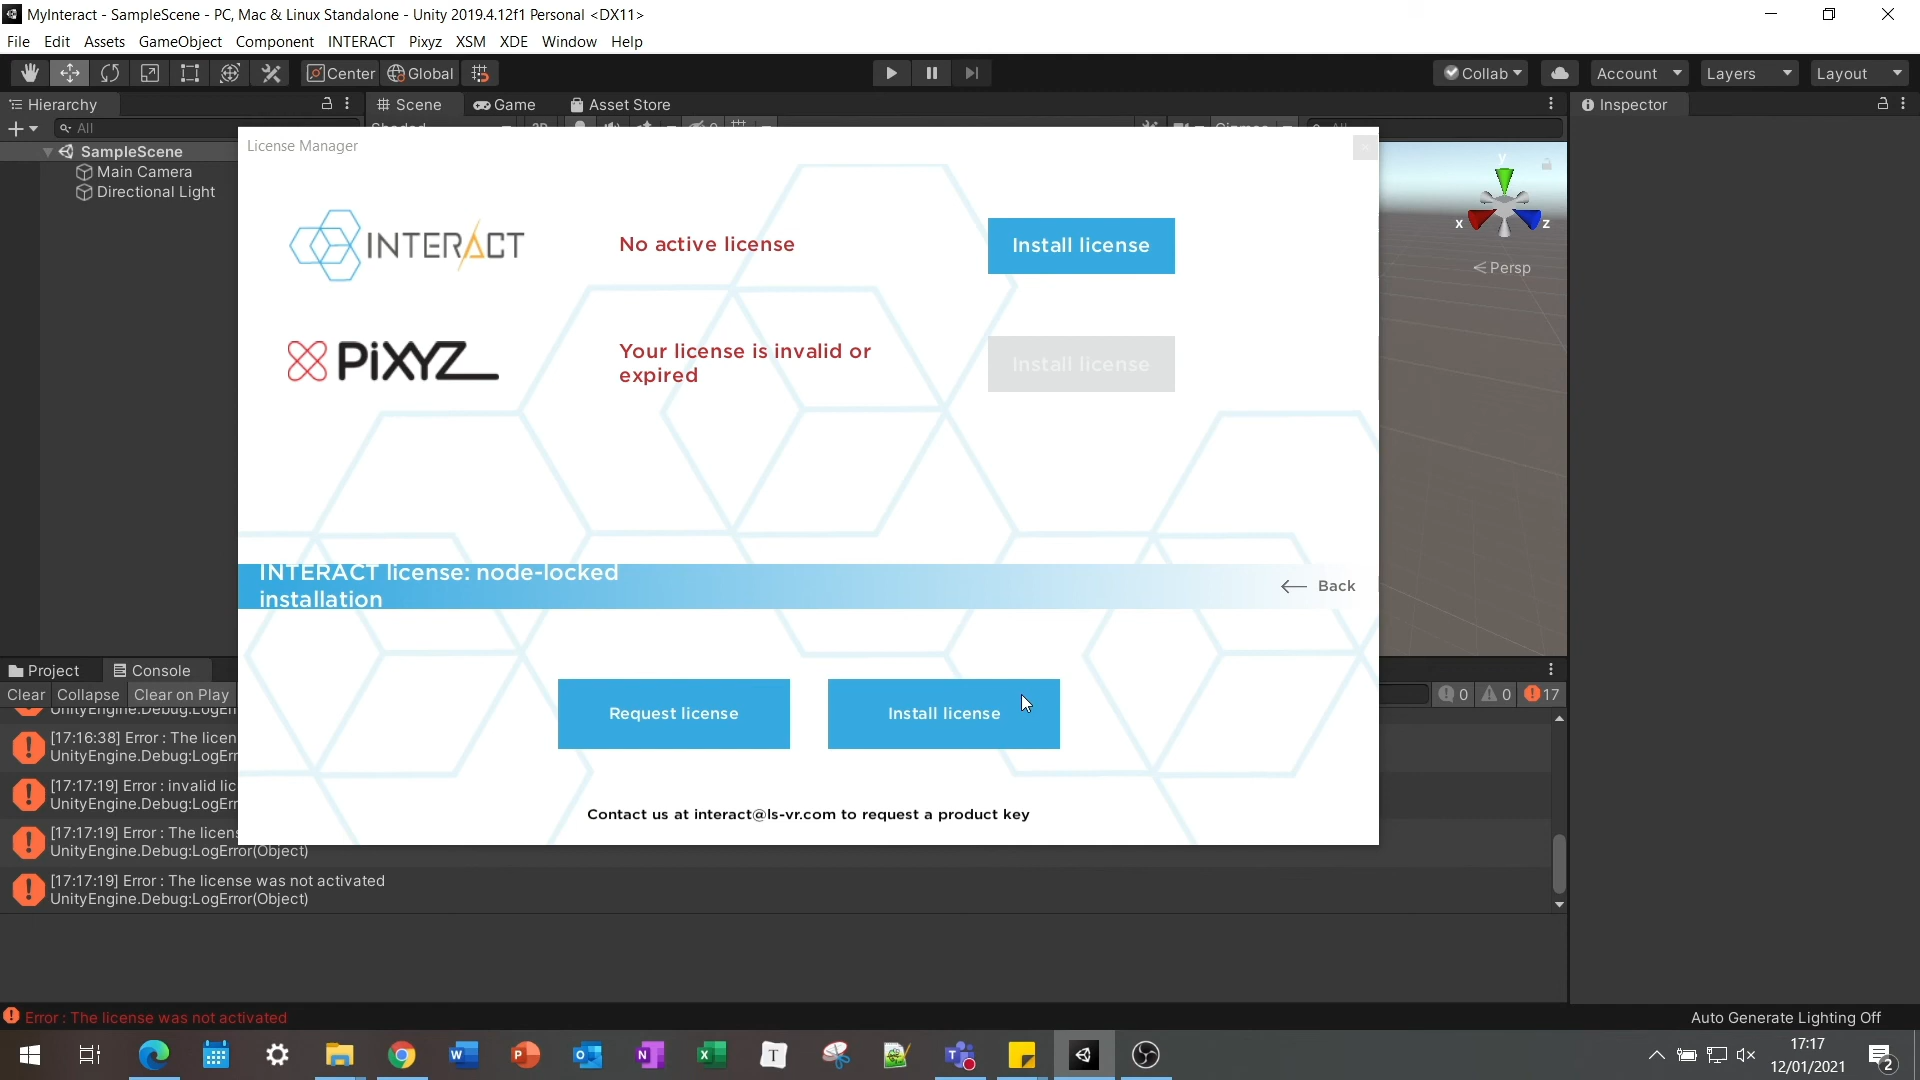 MyInteract - SampleScene - PC, Mac & Linux Standalone - Unity 2019.4.12f1 Personal <DX11>
File Edit Assets GameObject Component INTERACT Pixyz XSM XDE Window Help
Center Global Collab Account Layers Layout
Hierarchy Scene Game Asset Store Inspector
All
SampleScene
Main Camera
Directional Light
y
x z
Persp
License Manager
INTERACT No active license Install license
PiXYZ Your license is invalid or
expired
Install license
INTERACT license: node-locked
installation
Back
Request license Install license
Contact us at interact@ls-vr.com to request a product key
Project Console
Clear Collapse Clear on Play 0 0 17
[17:16:38] Error : The licen
UnityEngine.Debug:LogErr
[17:17:19] Error : invalid lic
UnityEngine.Debug:LogErr
[17:17:19] Error : The licens
UnityEngine.Debug:LogError(Object)
[17:17:19] Error : The license was not activated
UnityEngine.Debug:LogError(Object)
Error : The license was not activated
Auto Generate Lighting Off
17:17
12/01/2021
2